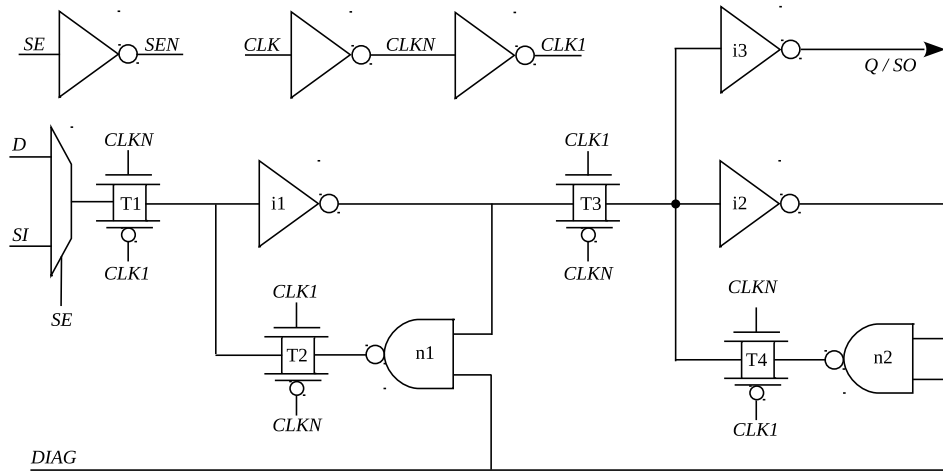 SE
SEN
CLK
CLKN
CLK1
i3
Q / SO
D
CLKN
CLK1
T1
i1
T3
i2
SI
CLK1
CLKN
SE
CLK1
CLKN
T2
n1
T4
n2
CLKN
CLK1
DIAG